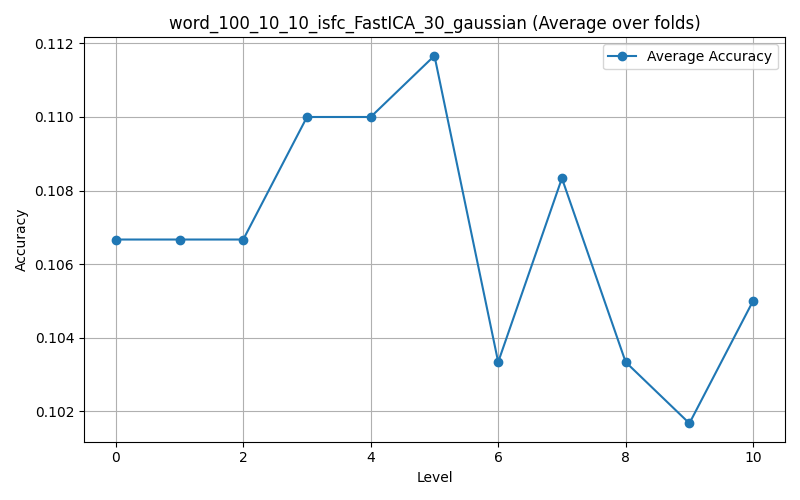 word_100_10_10_isfc_FastICA_30_gaussian (Average over folds)
Average Accuracy
0.112
0.110
0.108
0.106
0.104
0.102
Accuracy
0 2 4 6 8 10
Level